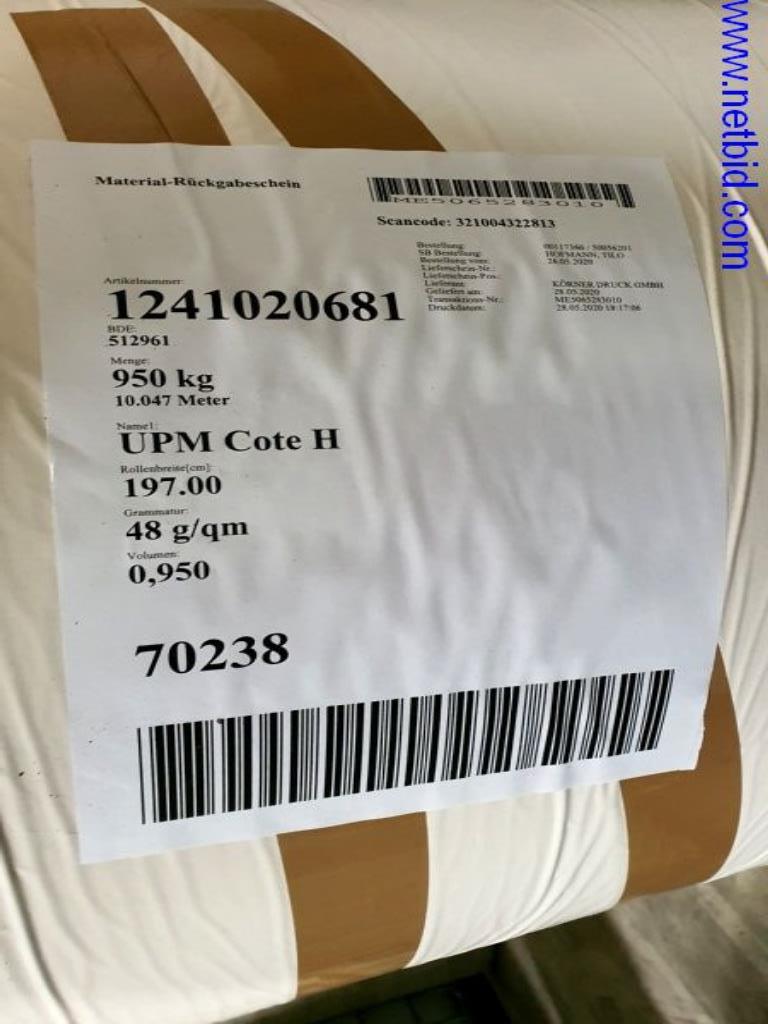 www.netbid.com
Material-Rückgabeschein
ME5065283010
Scancode: 321004322813
Bestellung: 00117360 / 50056201
SB Bestellung: HOFMANN, TILO
Bestellung vom: 26.05.2020
Lieferschein-Nr.:
Lieferschein-Pos.:
Lieferant: KÖRNER DRUCK GMBH
Geliefert am: 28.05.2020
Transaktions-Nr.: ME5065283010
Druckdatum: 28.05.2020 18:17:06
Artikelnummer:
1241020681
BDE:
512961
Menge:
950 kg
10.047 Meter
Name1:
UPM Cote H
Rollenbreite[cm]:
197.00
Grammatur:
48 g/qm
Volumen:
0,950
70238